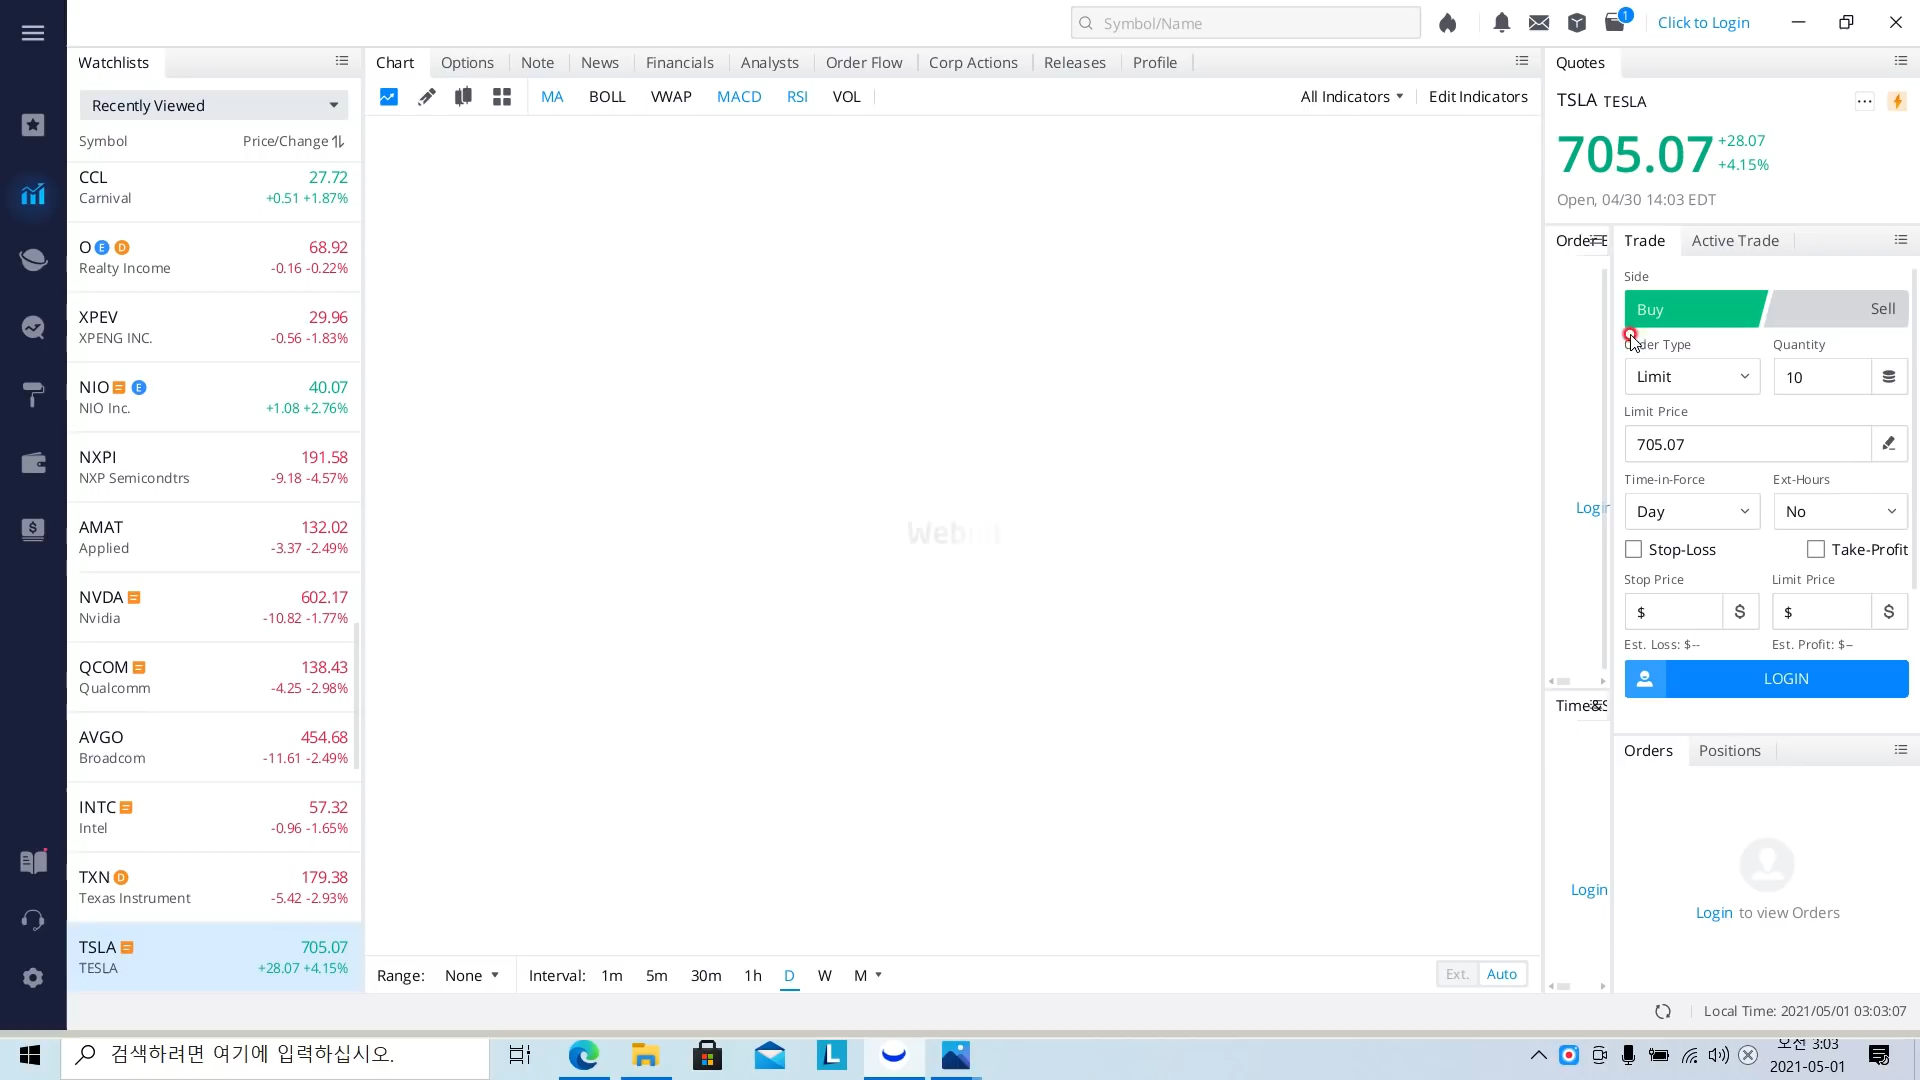 Symbol/Name
1
Click to Login
Watchlists
Recently Viewed
Symbol Price/Change
CCL 27.72
Carnival +0.51 +1.87%
O E D 68.92
Realty Income -0.16 -0.22%
XPEV 29.96
XPENG INC. -0.56 -1.83%
NIO E 40.07
NIO Inc. +1.08 +2.76%
NXPI 191.58
NXP Semicondtrs -9.18 -4.57%
AMAT 132.02
Applied -3.37 -2.49%
NVDA 602.17
Nvidia -10.82 -1.77%
QCOM 138.43
Qualcomm -4.25 -2.98%
AVGO 454.68
Broadcom -11.61 -2.49%
INTC 57.32
Intel -0.96 -1.65%
TXN D 179.38
Texas Instrument -5.42 -2.93%
TSLA 705.07
TESLA +28.07 +4.15%
Chart Options Note News Financials Analysts Order Flow Corp Actions Releases Profile
MA BOLL VWAP MACD RSI VOL All Indicators Edit Indicators
Range: None Interval: 1m 5m 30m 1h D W M Ext. Auto
Quotes
TSLA TESLA
705.07 +28.07
+4.15%
Open, 04/30 14:03 EDT
Trade Active Trade
Side
Buy Sell
Type Quantity
Limit 10
Limit Price
705.07
Time-in-Force Ext-Hours
Day No
Stop-Loss Take-Profit
Stop Price Limit Price
$ $ $ $
Est. Loss: $-- Est. Profit: $--
LOGIN
Login
Orders Positions
Login to view Orders
Local Time: 2021/05/01 03:03:07
검색하려면 여기에 입력하십시오.
L
오전 3:03
2021-05-01